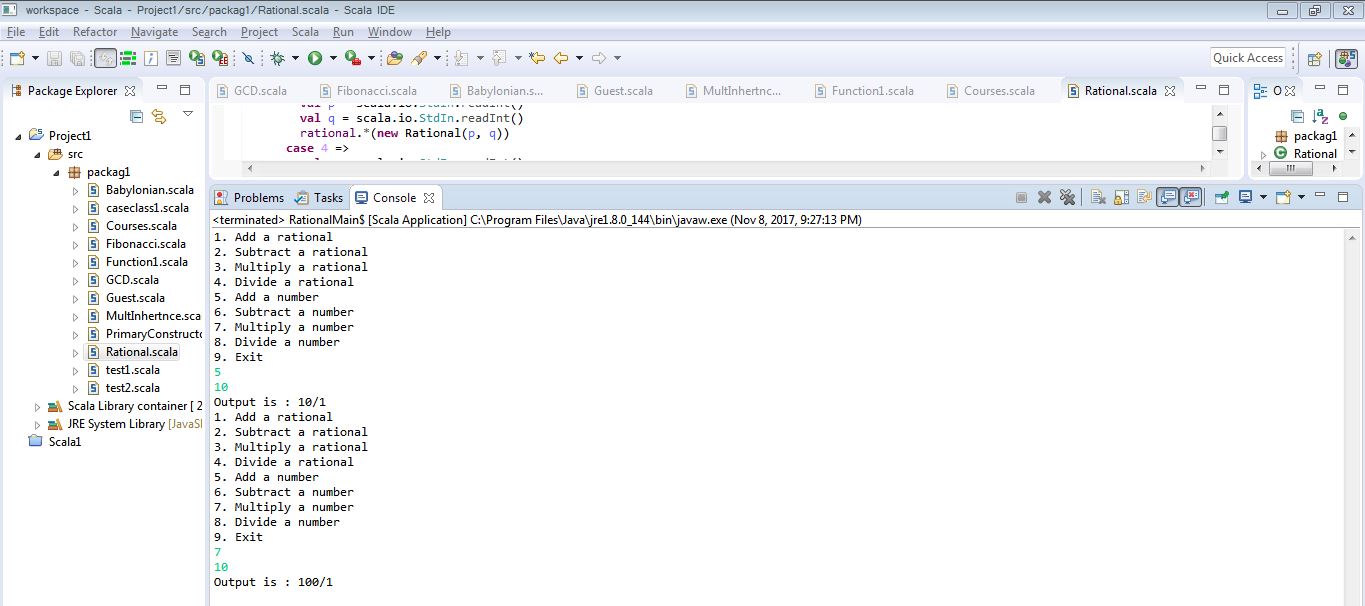 workspace - Scala - Project1/src/packag1/Rational.scala - Scala IDE
File Edit Refactor Navigate Search Project Scala Run Window Help
Quick Access
Package Explorer
GCD.scala Fibonacci.scala Babylonian.s... Guest.scala MultInhertnc... Function1.scala Courses.scala Rational.scala O
val q = scala.io.StdIn.readInt()
rational.*(new Rational(p, q))
case 4 =>
packag1
Rational
Project1
src
packag1
Babylonian.scala
caseclass1.scala
Courses.scala
Fibonacci.scala
Function1.scala
GCD.scala
Guest.scala
MultInhertnce.sca
PrimaryConstructo
Rational.scala
test1.scala
test2.scala
Scala Library container [ 2
JRE System Library [JavaSE
Scala1
Problems Tasks Console
<terminated> RationalMain$ [Scala Application] C:\Program Files\Java\jre1.8.0_144\bin\javaw.exe (Nov 8, 2017, 9:27:13 PM)
1. Add a rational
2. Subtract a rational
3. Multiply a rational
4. Divide a rational
5. Add a number
6. Subtract a number
7. Multiply a number
8. Divide a number
9. Exit
5
10
Output is : 10/1
1. Add a rational
2. Subtract a rational
3. Multiply a rational
4. Divide a rational
5. Add a number
6. Subtract a number
7. Multiply a number
8. Divide a number
9. Exit
7
10
Output is : 100/1